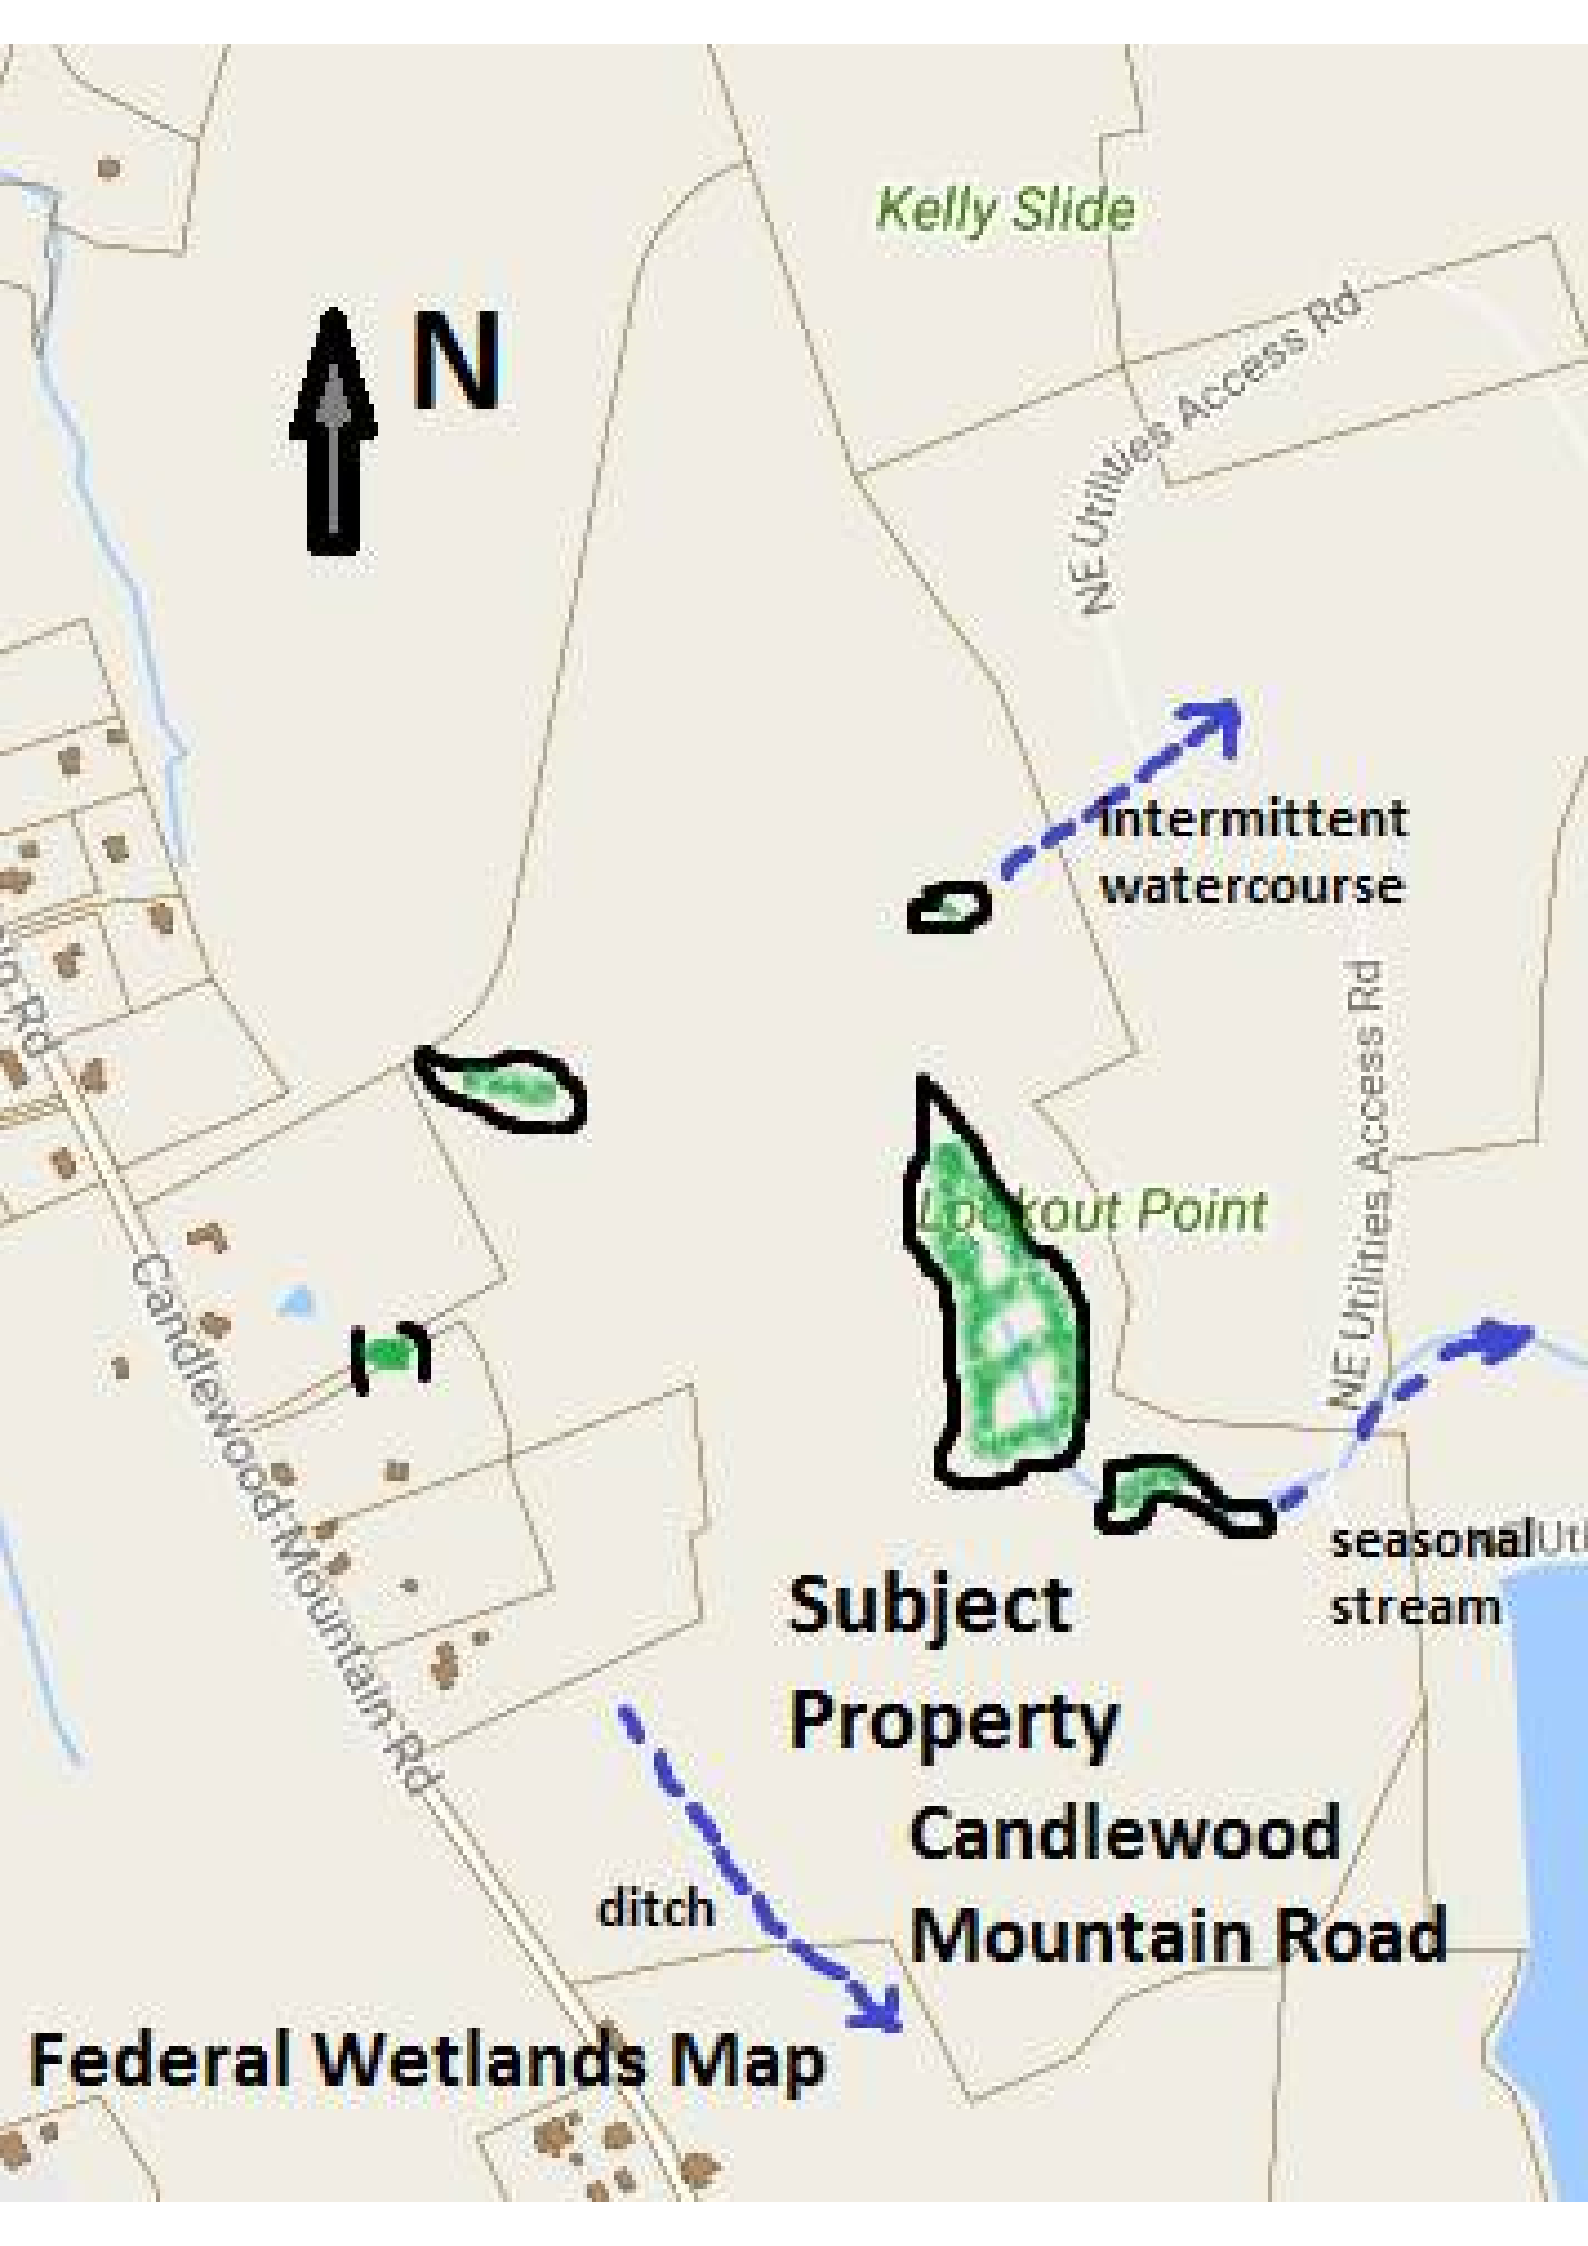 Kelly Slide
N
NE Utilities Access Rd
Intermittent
watercourse
NE Utilities Access Rd
Lookout Point
Candlewood Mountain Rd
seasonal
stream
Subject
Property
Candlewood
Mountain Road
ditch
Federal Wetlands Map